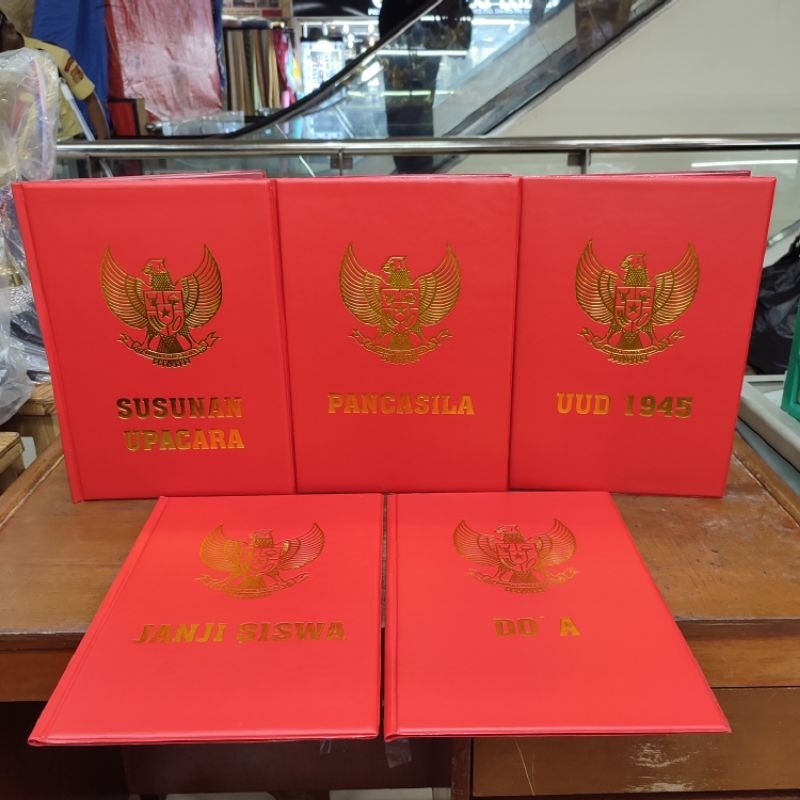 SUSUNAN
UPACARA
PANCASILA
UUD 1945
JANJI SISWA
DO`A